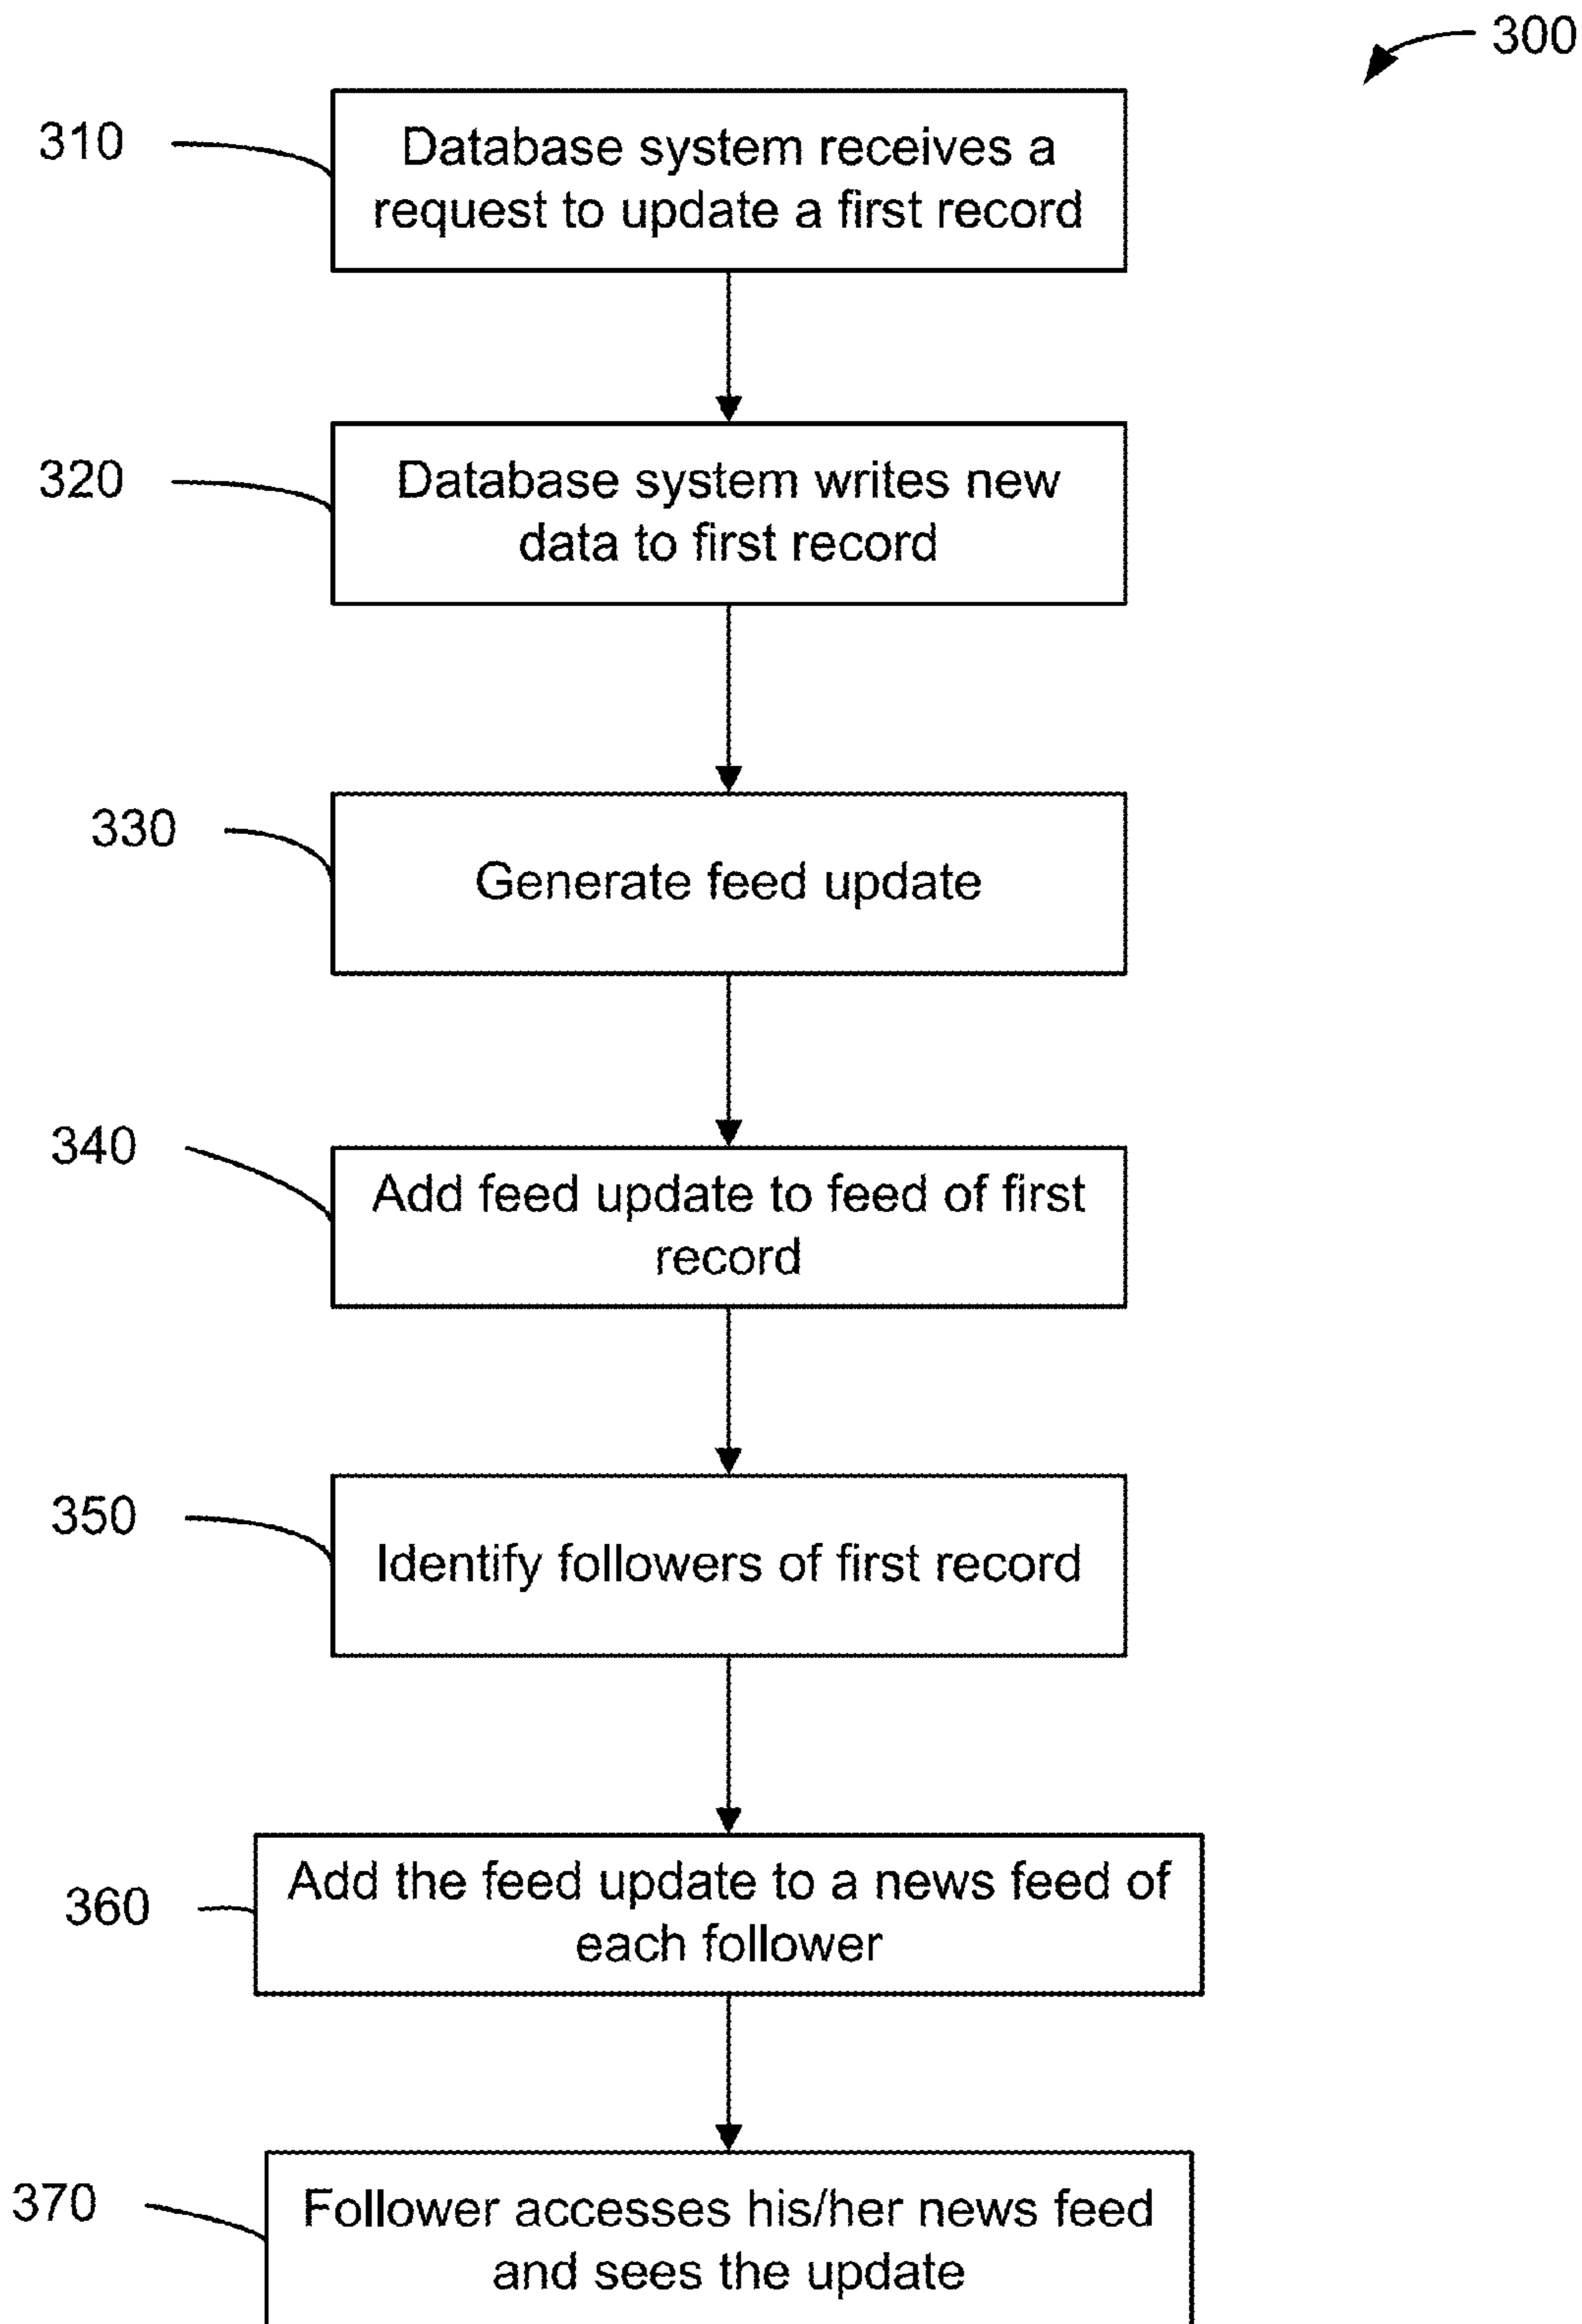 300
310
Database system receives a
request to update a first record
320
Database system writes new
data to first record
330
Generate feed update
340
Add feed update to feed of first
record
350
Identify followers of first record
360
Add the feed update to a news feed of
each follower
370
Follower accesses his/her news feed
and sees the update